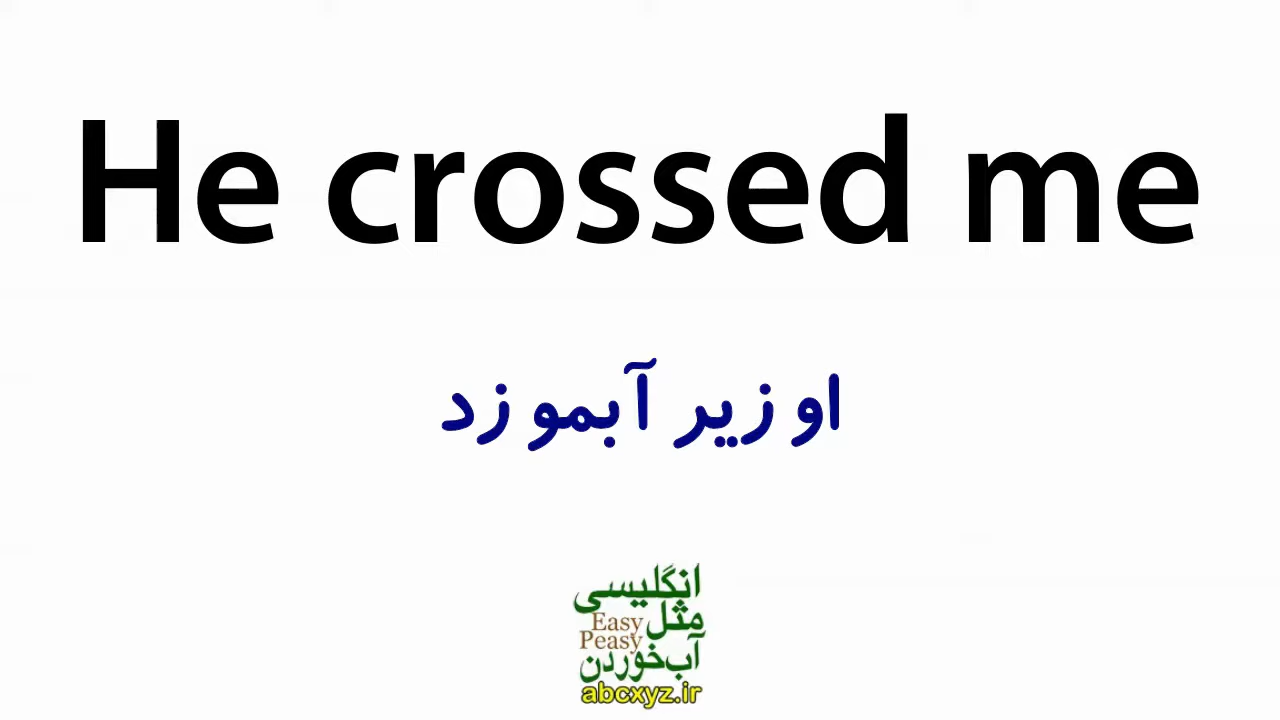 He crossed me
او زیر آبمو زد
انگلیسی
مثل
Easy
Peasy
آب‌خوردن
abcxyz.ir